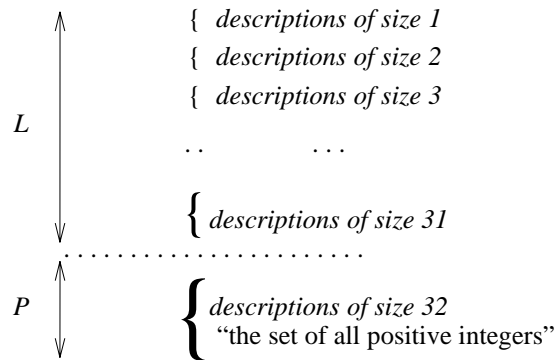 { descriptions of size 1
{ descriptions of size 2
{ descriptions of size 3
L
. . . . .
{ descriptions of size 31
. . . . . . . . . . . . . . . . . . . . . . .
P
{ descriptions of size 32
“the set of all positive integers”